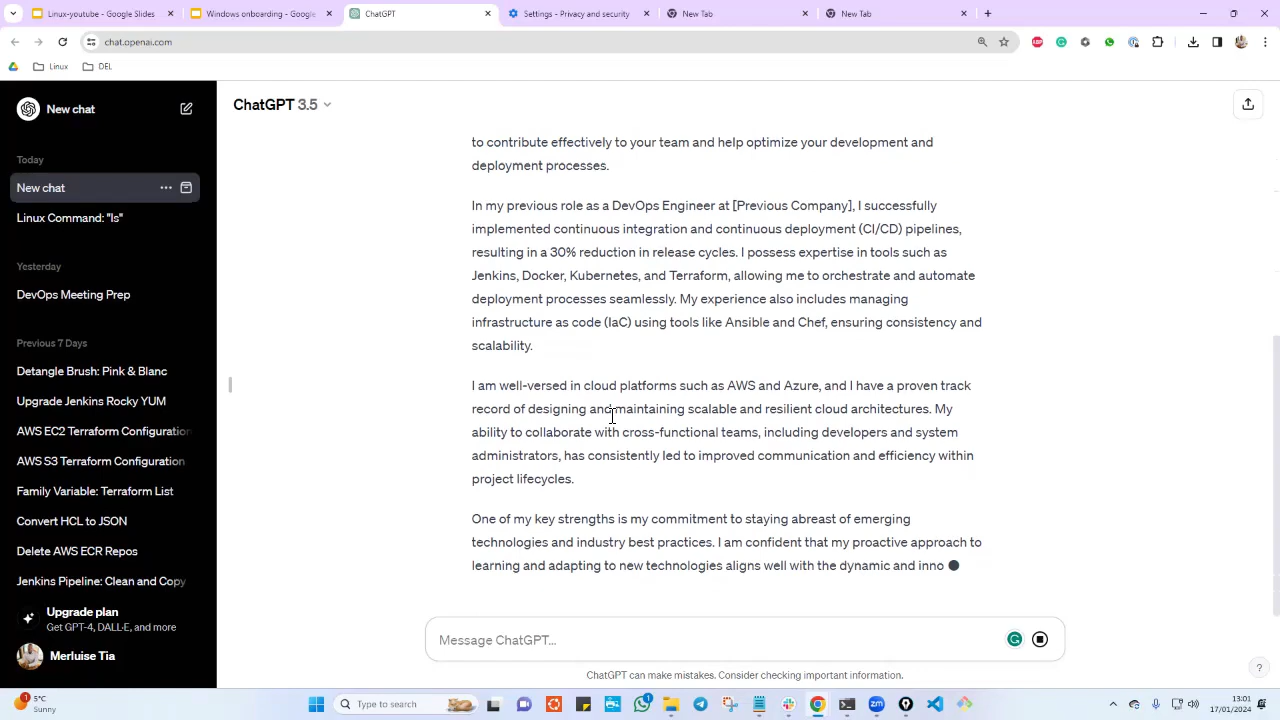 Linux-youtube - Google Slides
Windows onboarding - Google
ChatGPT
Settings - Privacy and security
New Tab
New Tab
chat.openai.com
Linux
DEL
New chat
Today
New chat
Linux Command: "ls"
Yesterday
DevOps Meeting Prep
Previous 7 Days
Detangle Brush: Pink & Blanc
Upgrade Jenkins Rocky YUM
AWS EC2 Terraform Configuration
AWS S3 Terraform Configuration
Family Variable: Terraform List
Convert HCL to JSON
Delete AWS ECR Repos
Jenkins Pipeline: Clean and Copy
Upgrade plan
Get GPT-4, DALL·E, and more
Merluise Tia
ChatGPT 3.5
to contribute effectively to your team and help optimize your development and
deployment processes.
In my previous role as a DevOps Engineer at [Previous Company], I successfully
implemented continuous integration and continuous deployment (CI/CD) pipelines,
resulting in a 30% reduction in release cycles. I possess expertise in tools such as
Jenkins, Docker, Kubernetes, and Terraform, allowing me to orchestrate and automate
deployment processes seamlessly. My experience also includes managing
infrastructure as code (IaC) using tools like Ansible and Chef, ensuring consistency and
scalability.
I am well-versed in cloud platforms such as AWS and Azure, and I have a proven track
record of designing and maintaining scalable and resilient cloud architectures. My
ability to collaborate with cross-functional teams, including developers and system
administrators, has consistently led to improved communication and efficiency within
project lifecycles.
One of my key strengths is my commitment to staying abreast of emerging
technologies and industry best practices. I am confident that my proactive approach to
learning and adapting to new technologies aligns well with the dynamic and inno
Message ChatGPT...
ChatGPT can make mistakes. Consider checking important information.
?
1
5°C
Sunny
Type to search
1
13:01
17/01/2024